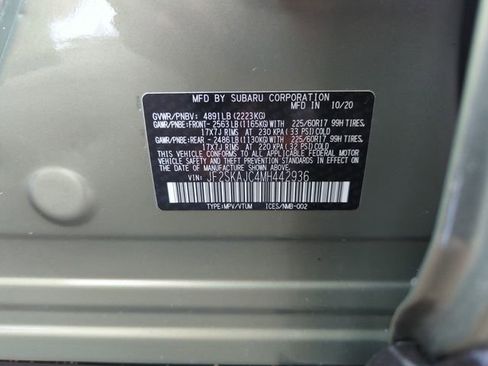 MFD BY SUBARU CORPORATION
MFD IN 10/20
GVWR/PNBV: 4891LB(2223KG)
GAWR/PNBE:FRONT- 2563LB(1165KG)WITH 225/60R17 99H TIRES,
17X7J RIMS AT 230 KPA(33 PSI)COLD
GAWR/PNBE:REAR -2486LB(1130KG)WITH 225/60R17 99H TIRES,
17X7J RIMS AT 220 KPA(32 PSI)COLD
THIS VEHICLE CONFORMS TO ALL APPLICABLE FEDERAL
MOTOR VEHICLE SAFETY, BUMPER, AND THEFT PREVENTION
STANDARDS IN EFFECT ON THE DATE OF MANUFACTURE
SHOWN ABOVE.
JF2SKAJC4MH442936
TYPE:MPV/VTUM ICES/NMB-002